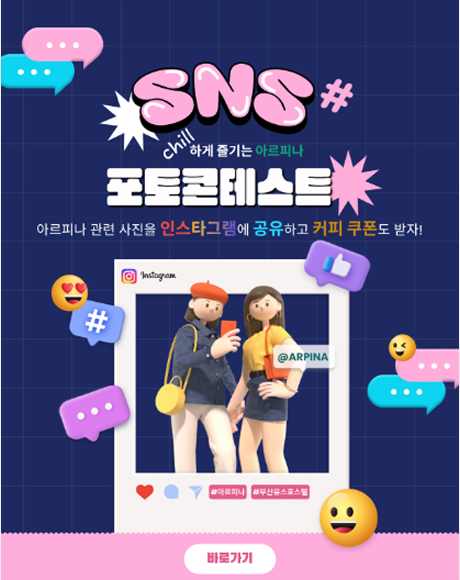 SNS #
chill하게 즐기는 아르피나
포토콘테스트
아르피나 관련 사진을 인스타그램에 공유하고 커피 쿠폰도 받자!
Instagram
#
@ARPINA
#아르피나 #부산유스호스텔
바로가기